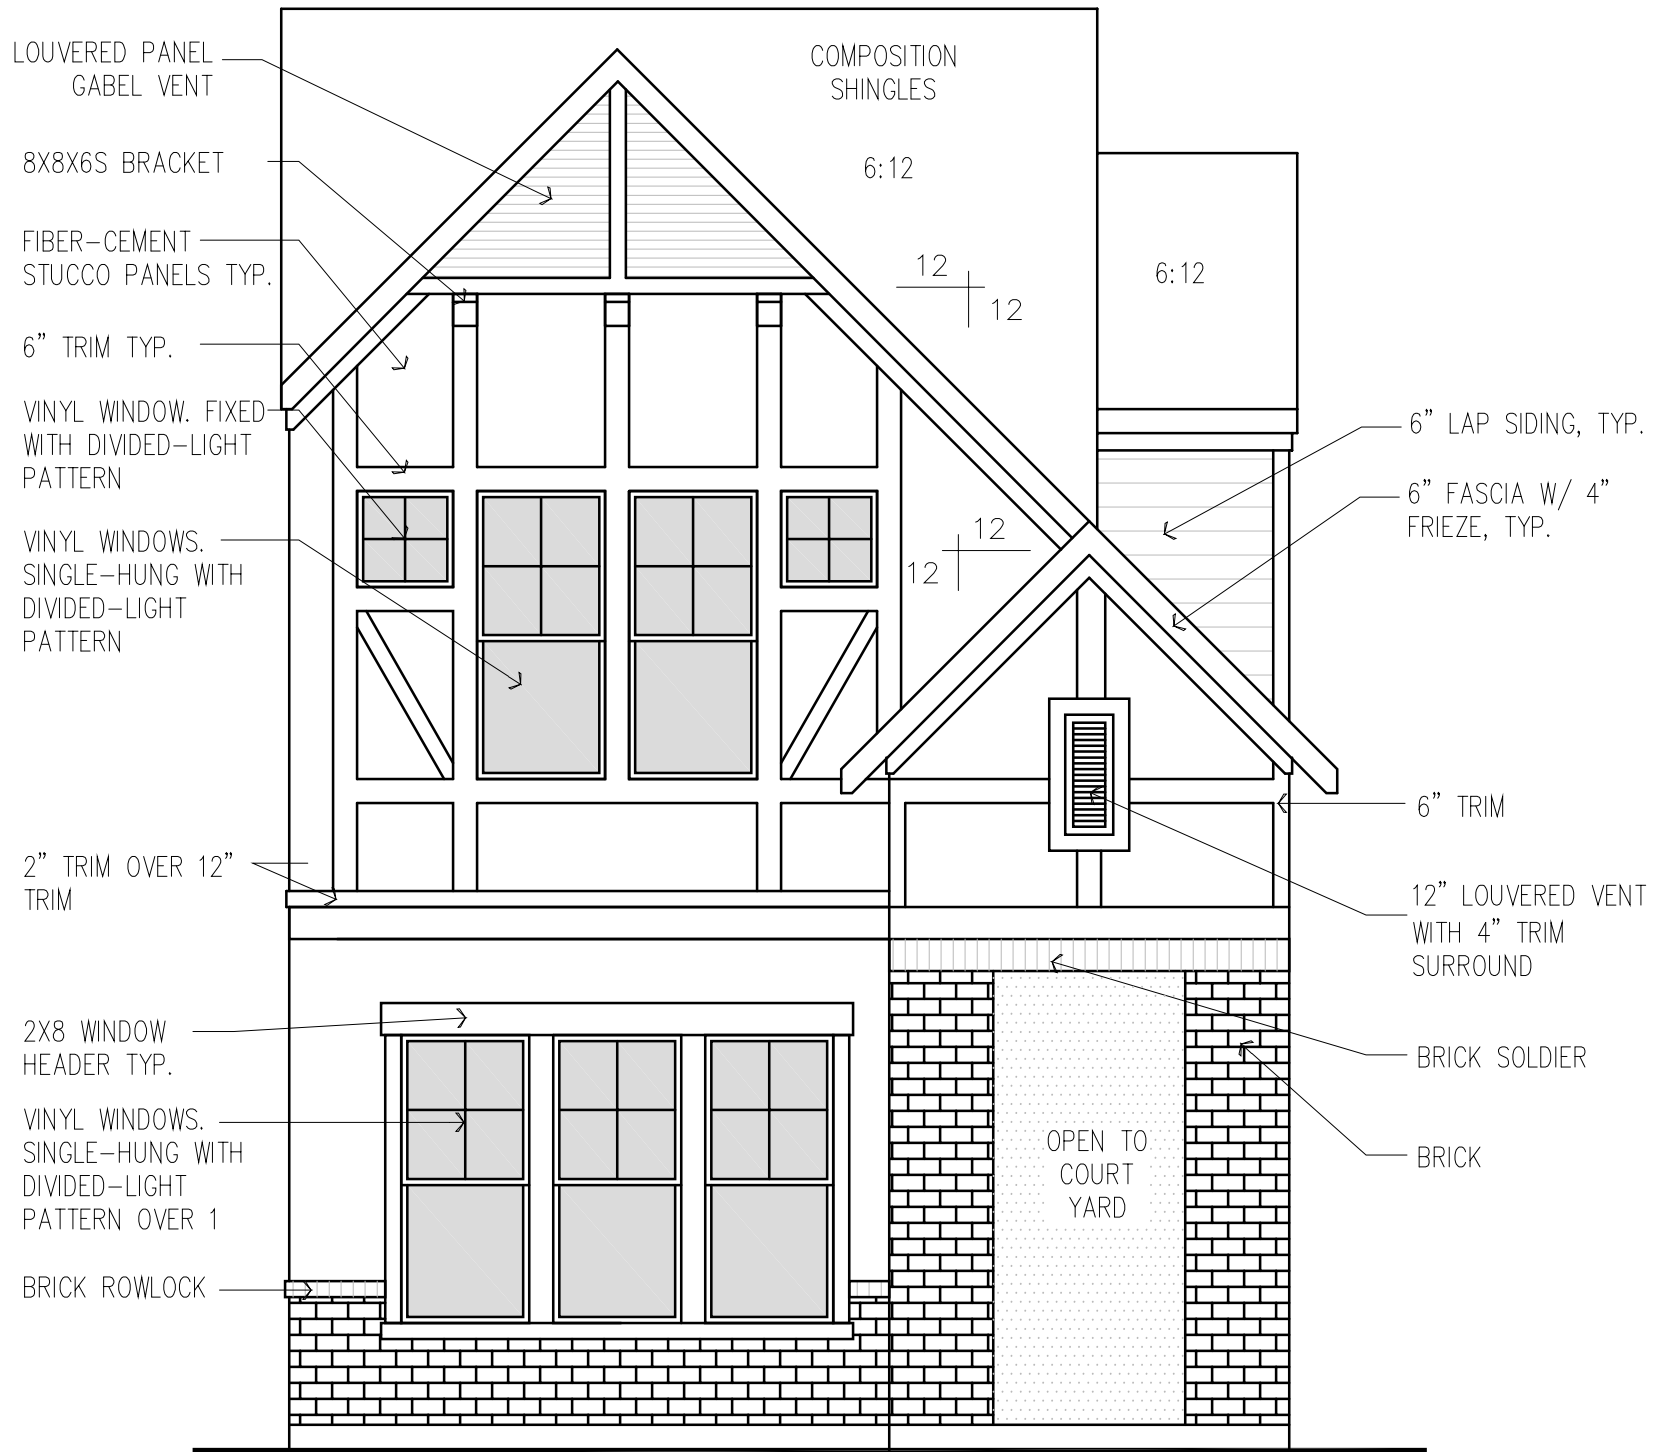 LOUVERED PANEL
GABEL VENT
8X8X6S BRACKET
FIBER-CEMENT
STUCCO PANELS TYP.
6" TRIM TYP.
VINYL WINDOW. FIXED
WITH DIVIDED-LIGHT
PATTERN
VINYL WINDOWS.
SINGLE-HUNG WITH
DIVIDED-LIGHT
PATTERN
2" TRIM OVER 12"
TRIM
2X8 WINDOW
HEADER TYP.
VINYL WINDOWS.
SINGLE-HUNG WITH
DIVIDED-LIGHT
PATTERN OVER 1
BRICK ROWLOCK
COMPOSITION
SHINGLES
6:12
12
12
6:12
12
12
OPEN TO
COURT
YARD
6" LAP SIDING, TYP.
6" FASCIA W/ 4"
FRIEZE, TYP.
6" TRIM
12" LOUVERED VENT
WITH 4" TRIM
SURROUND
BRICK SOLDIER
BRICK